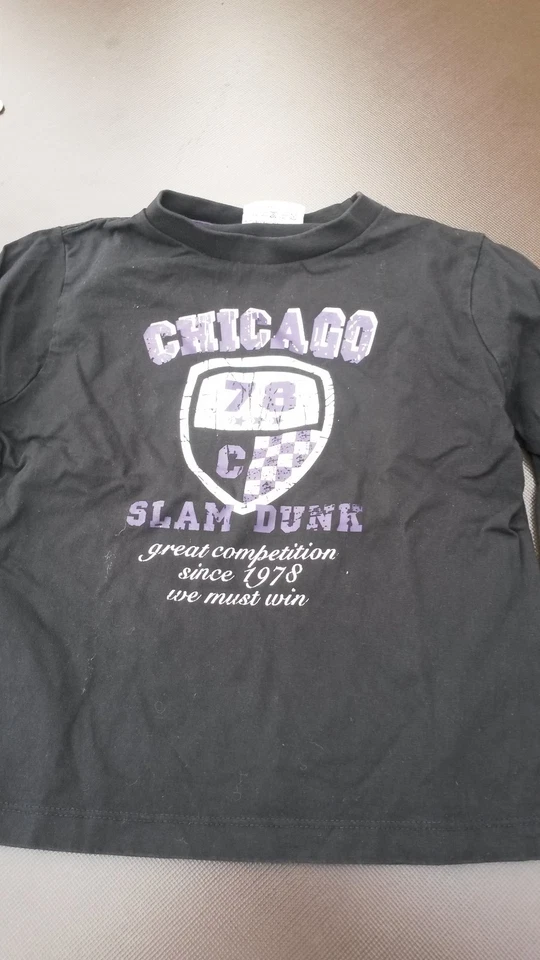 CHICAGO
78
C
SLAM DUNK
great competition
since 1978
we must win